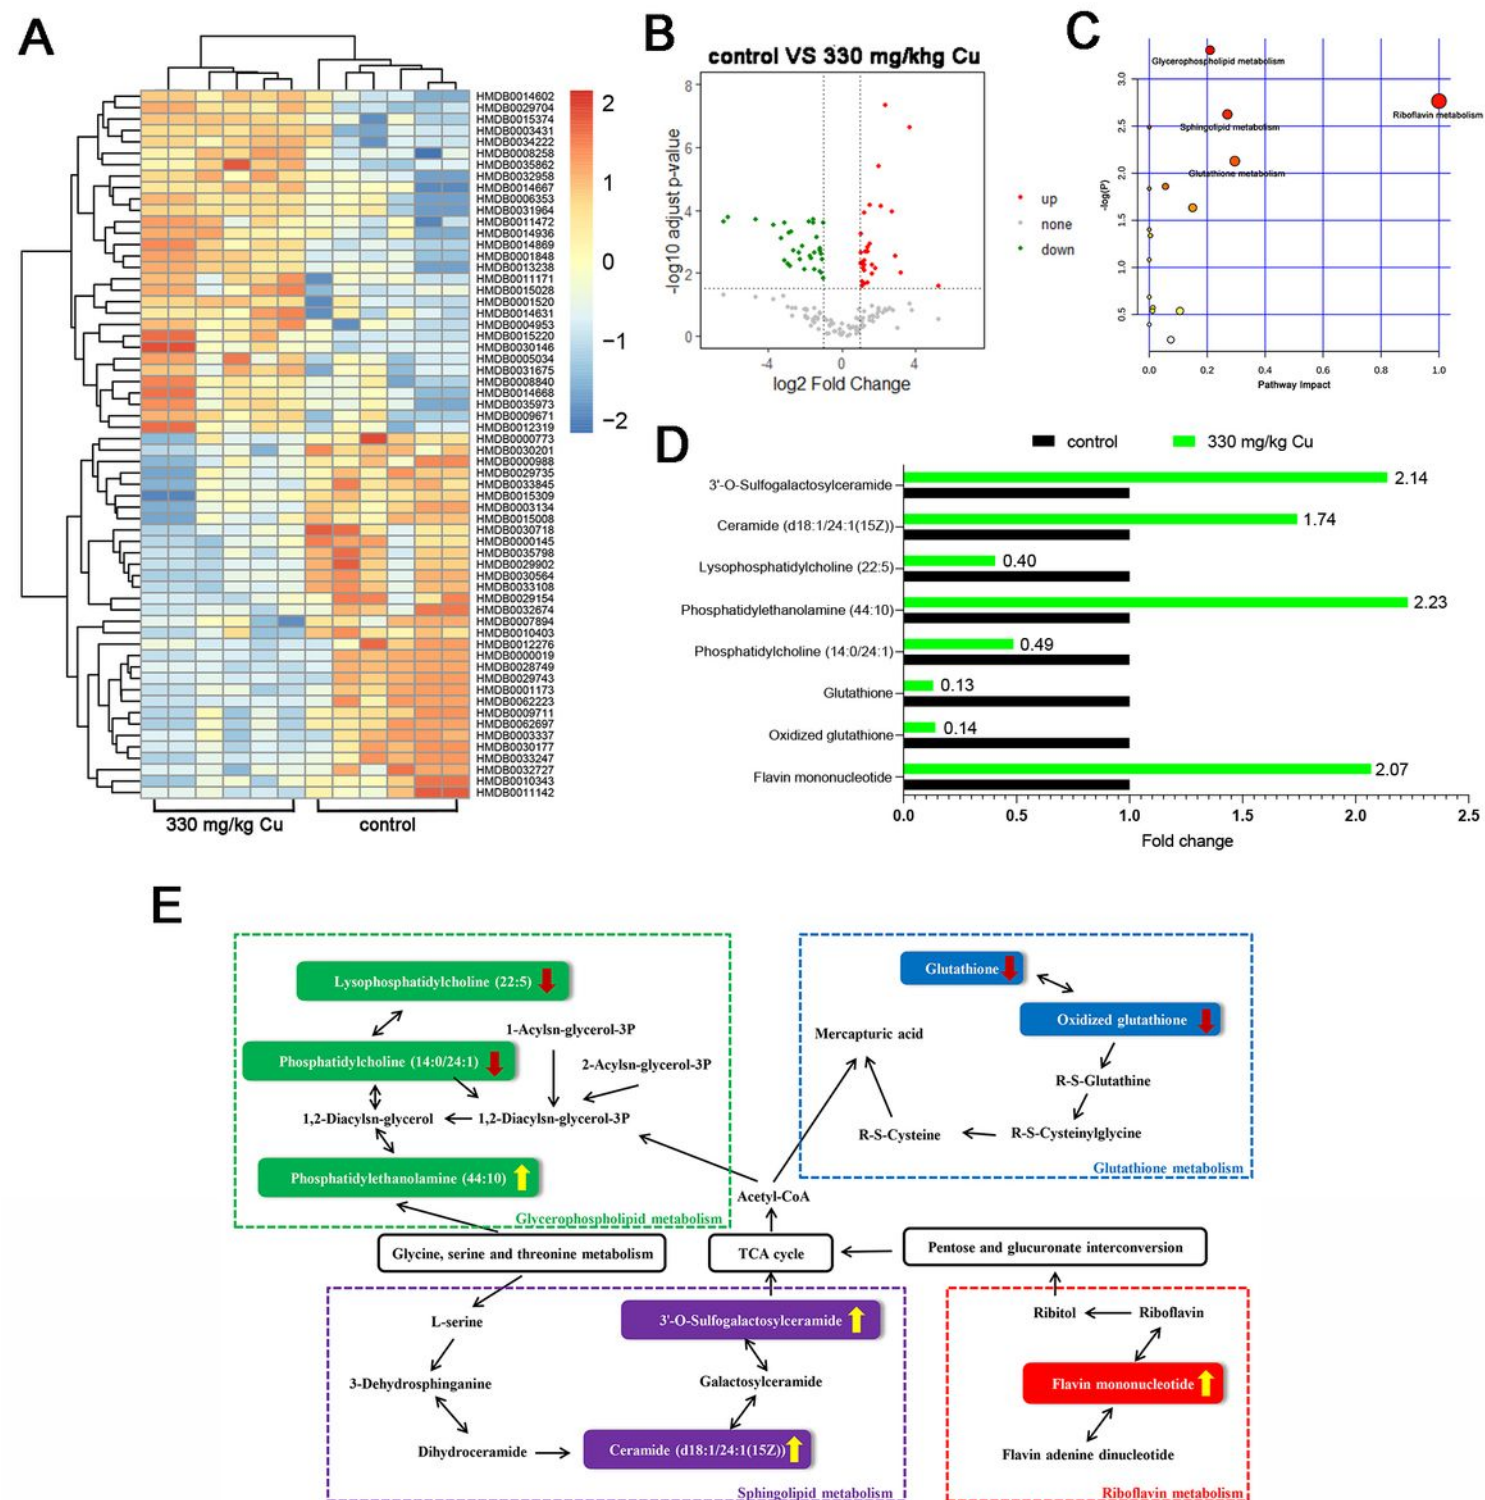 A
HMDB0014602
HMDB0029704
HMDB0015374
HMDB0003431
HMDB0034222
HMDB0008258
HMDB0035862
HMDB0032958
HMDB0014667
HMDB0006353
HMDB0031964
HMDB0011472
HMDB0014936
HMDB0014869
HMDB0001848
HMDB0013238
HMDB0011171
HMDB0015028
HMDB0001520
HMDB0014631
HMDB0004953
HMDB0015220
HMDB0030146
HMDB0005034
HMDB0031675
HMDB0008840
HMDB0014668
HMDB0035973
HMDB0009671
HMDB0012319
HMDB0000773
HMDB0030201
HMDB0000988
HMDB0029735
HMDB0033845
HMDB0015309
HMDB0003134
HMDB0015008
HMDB0030718
HMDB0000145
HMDB0035798
HMDB0029902
HMDB0030564
HMDB0033108
HMDB0029154
HMDB0032674
HMDB0007894
HMDB0010403
HMDB0012276
HMDB0000019
HMDB0028749
HMDB0029743
HMDB0001173
HMDB0062223
HMDB0009711
HMDB0062697
HMDB0003337
HMDB0030177
HMDB0033247
HMDB0032727
HMDB0010343
HMDB0011142
2
1
0
−1
−2
330 mg/kg Cu
control
B
control VS 330 mg/khg Cu
-log10 adjust p-value
8
6
4
2
0
-4
0
4
log2 Fold Change
up
none
down
C
-log(P)
3.0
2.5
2.0
1.5
1.0
0.5
Glycerophospholipid metabolism
Riboflavin metabolism
Sphingolipid metabolism
Glutathione metabolism
0.0
0.2
0.4
0.6
0.8
1.0
Pathway Impact
D
control
330 mg/kg Cu
3'-O-Sulfogalactosylceramide
2.14
Ceramide (d18:1/24:1(15Z))
1.74
Lysophosphatidylcholine (22:5)
0.40
Phosphatidylethanolamine (44:10)
2.23
Phosphatidylcholine (14:0/24:1)
0.49
Glutathione
0.13
Oxidized glutathione
0.14
Flavin mononucleotide
2.07
0.0
0.5
1.0
1.5
2.0
2.5
Fold change
E
Lysophosphatidylcholine (22:5)
1-Acylsn-glycerol-3P
Phosphatidylcholine (14:0/24:1)
2-Acylsn-glycerol-3P
1,2-Diacylsn-glycerol
1,2-Diacylsn-glycerol-3P
Phosphatidylethanolamine (44:10)
Glycerophospholipid metabolism
Glutathione
Oxidized glutathione
Mercapturic acid
R-S-Glutathine
R-S-Cysteine
R-S-Cysteinylglycine
Glutathione metabolism
Acetyl-CoA
Glycine, serine and threonine metabolism
TCA cycle
Pentose and glucuronate interconversion
L-serine
3'-O-Sulfogalactosylceramide
3-Dehydrosphinganine
Galactosylceramide
Dihydroceramide
Ceramide (d18:1/24:1(15Z))
Sphingolipid metabolism
Ribitol
Riboflavin
Flavin mononucleotide
Flavin adenine dinucleotide
Riboflavin metabolism